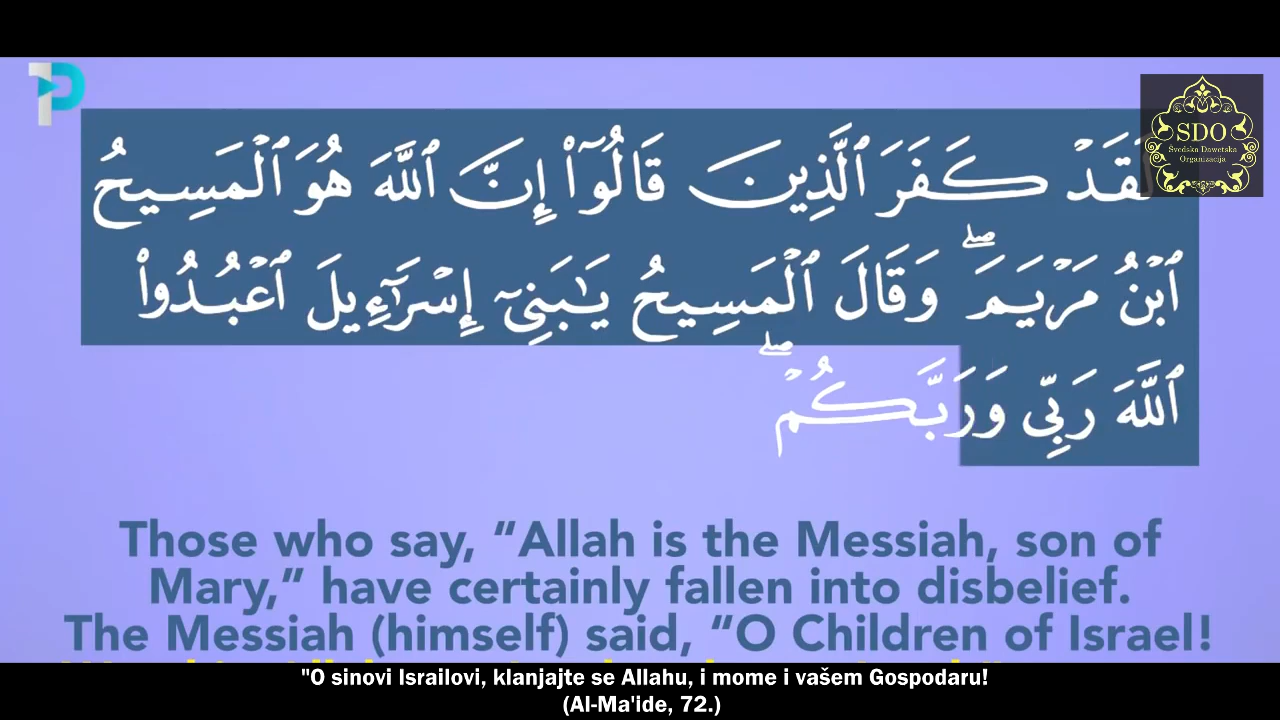 SDO
Švedska Dawetska
Organizacija
كَفَرَ ٱلَّذِينَ قَالُوٓا۟ إِنَّ ٱللَّهَ هُوَ ٱلْمَسِيحُ
ٱبْنُ مَرْيَمَ ۖ وَقَالَ ٱلْمَسِيحُ يَـٰبَنِىٓ إِسْرَٰٓءِيلَ ٱعْبُدُوا۟
ٱللَّهَ رَبِّى وَرَبَّكُمْ ۖ
Those who say, “Allah is the Messiah, son of
Mary,” have certainly fallen into disbelief.
The Messiah (himself) said, “O Children of Israel!
"O sinovi Israilovi, klanjajte se Allahu, i mome i vašem Gospodaru!
(Al-Ma'ide, 72.)